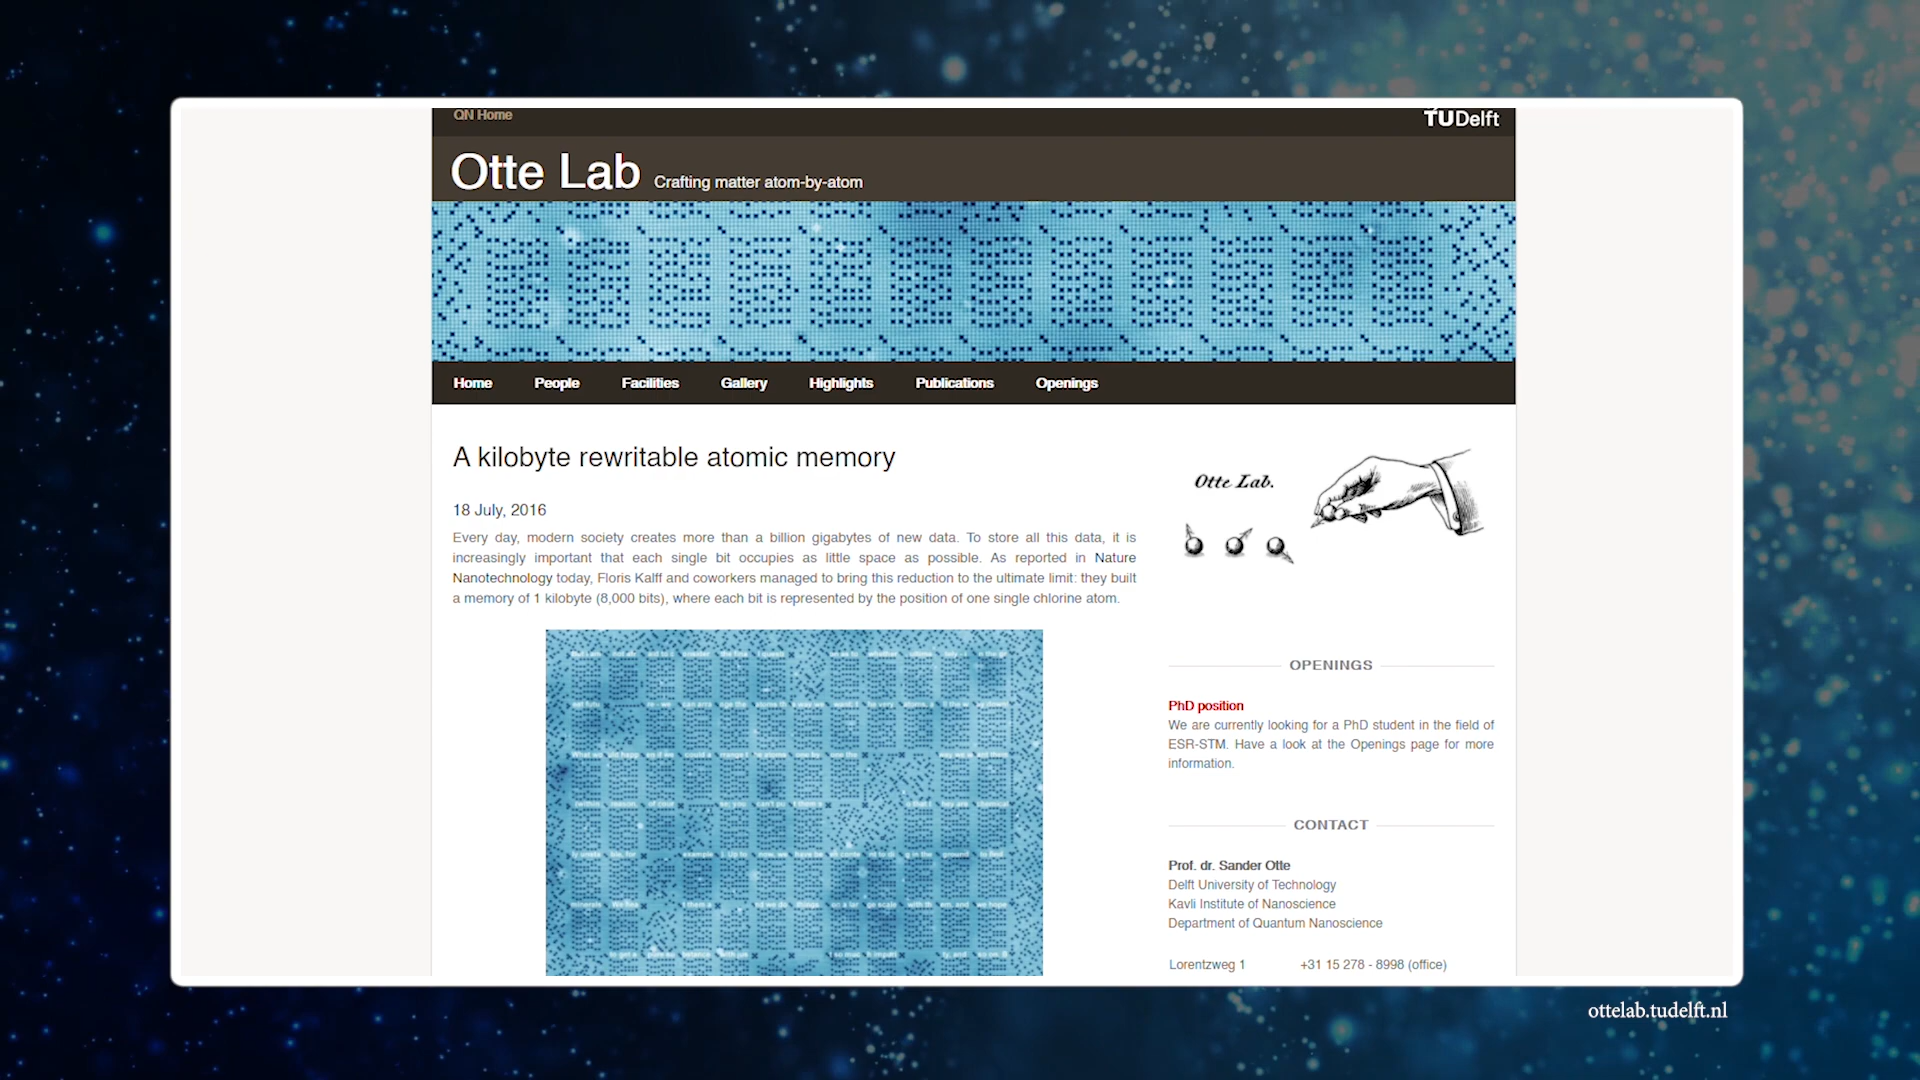 QN Home
TUDelft
Otte Lab Crafting matter atom-by-atom
Home People Facilities Gallery Highlights Publications Openings
A kilobyte rewritable atomic memory
18 July, 2016
Every day, modern society creates more than a billion gigabytes of new data. To store all this data, it is
increasingly important that each single bit occupies as little space as possible. As reported in Nature
Nanotechnology today, Floris Kalff and coworkers managed to bring this reduction to the ultimate limit: they built
a memory of 1 kilobyte (8,000 bits), where each bit is represented by the position of one single chlorine atom.
Otte Lab.
OPENINGS
PhD position
We are currently looking for a PhD student in the field of
ESR-STM. Have a look at the Openings page for more
information.
CONTACT
Prof. dr. Sander Otte
Delft University of Technology
Kavli Institute of Nanoscience
Department of Quantum Nanoscience
Lorentzweg 1 +31 15 278 - 8998 (office)
ottelab.tudelft.nl